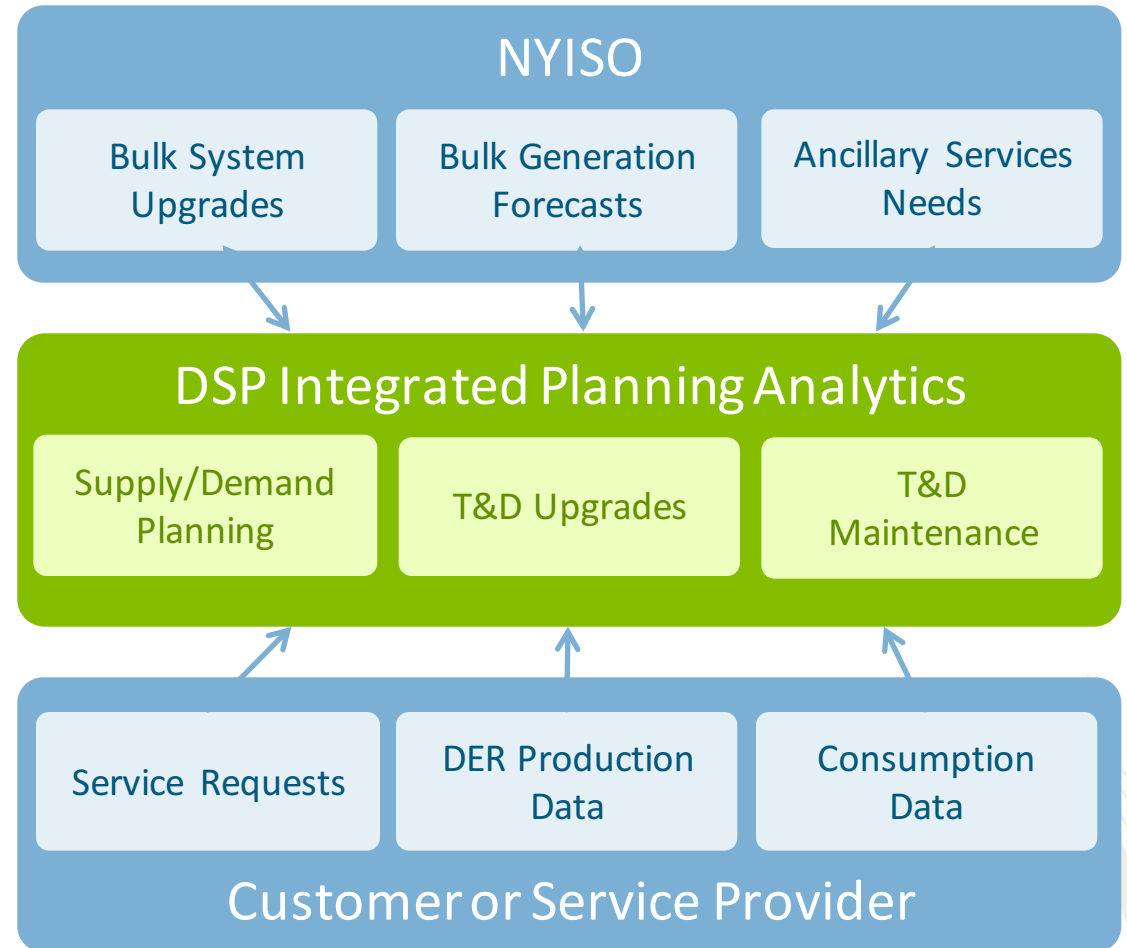 NYISO
Bulk System
Upgrades
Bulk Generation
Forecasts
Ancillary Services
Needs
DSP Integrated Planning Analytics
Supply/Demand
Planning
T&D Upgrades
T&D
Maintenance
Service Requests
DER Production
Data
Consumption
Data
Customer or Service Provider